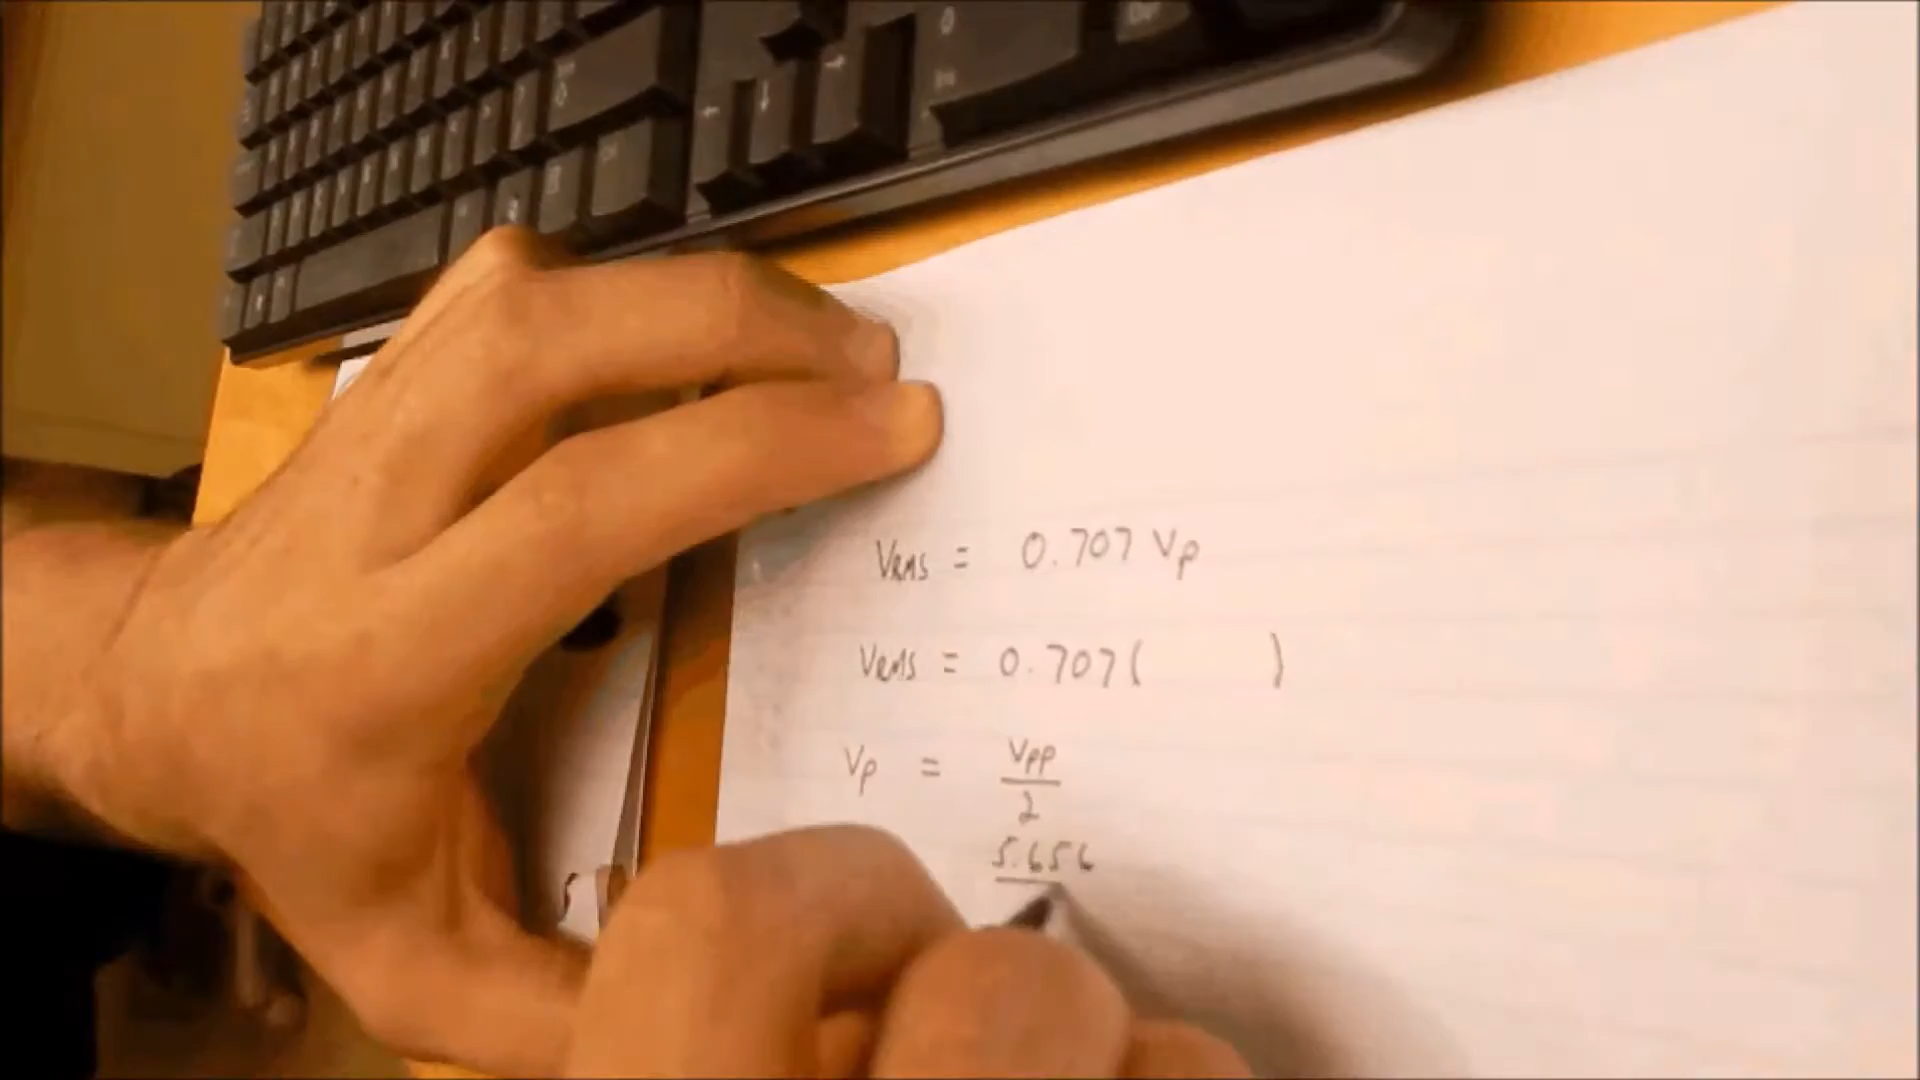 VRMS = 0.707 Vp
VRMS = 0.707( )
Vp = Vpp
2
5.656